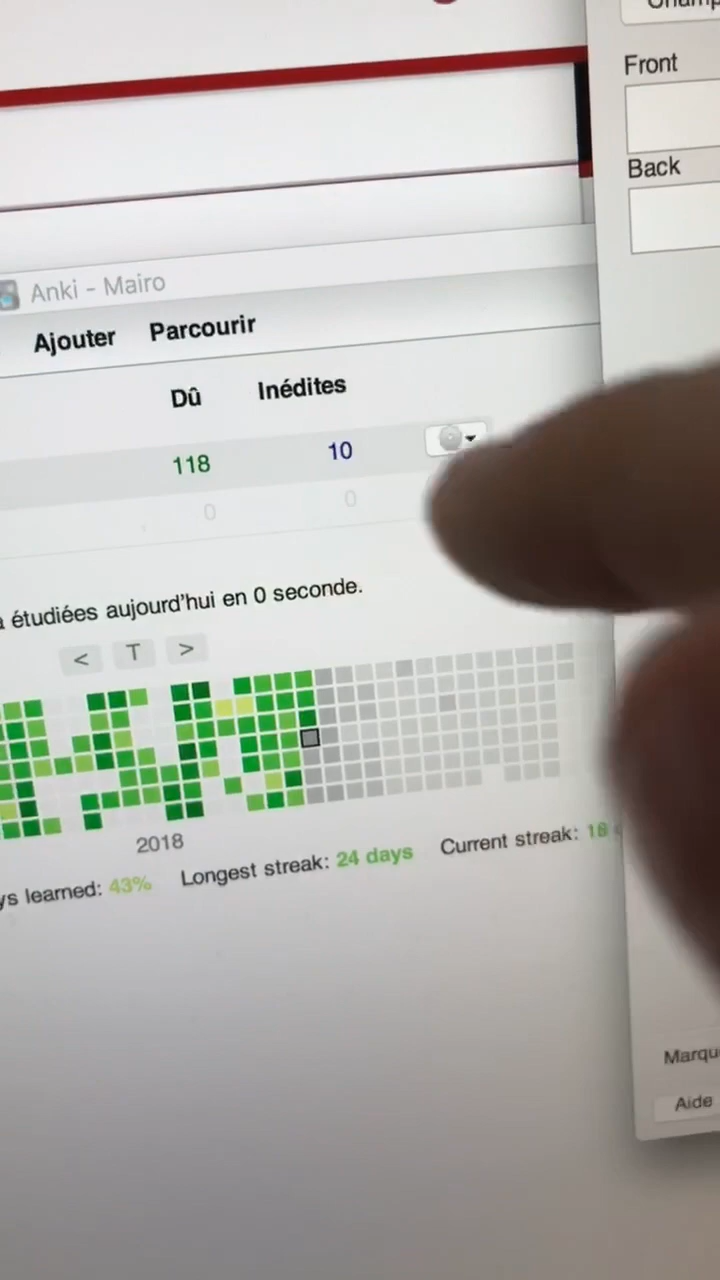 Front
Back
Anki - Mairo
Ajouter Parcourir
Dû Inédites
118 10
0 0
étudiées aujourd'hui en 0 seconde.
< T >
2018
learned: 43% Longest streak: 24 days Current streak: 18
Aide